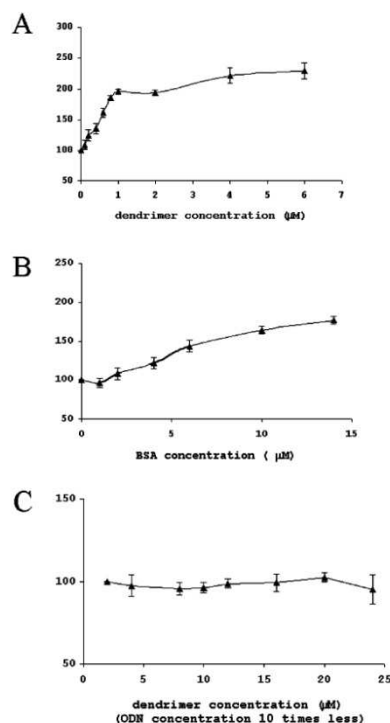 A
300
250
200
150
100
50
0 1 2 3 4 5 6 7
dendrimer concentration (µM)
B
250
200
150
100
50
0 5 10 15
BSA concentration ( µM)
C
150
100
50
0 5 10 15 20 25
dendrimer concentration (µM)
(ODN concentration 10 times less)